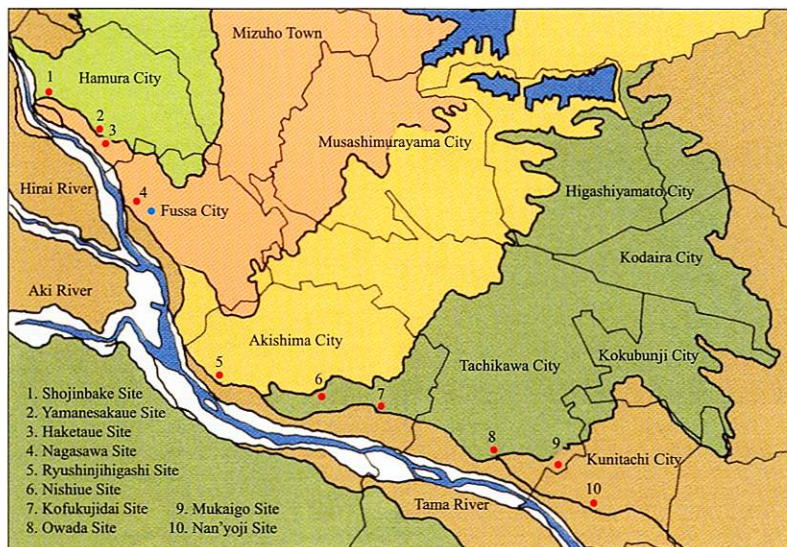 Mizuho Town
Hamura City
1
2
3
Musashimurayama City
Hirai River
4
Fussa City
Higashiyamato City
Kodaira City
Aki River
Akishima City
Tachikawa City
Kokubunji City
5
6
7
8
9
Kunitachi City
10
Tama River
1. Shojinbake Site
2. Yamanesakaue Site
3. Haketaue Site
4. Nagasawa Site
5. Ryushinjihigashi Site
6. Nishiue Site
7. Kofukujidai Site
8. Owada Site
9. Mukaigo Site
10. Nan'yoji Site